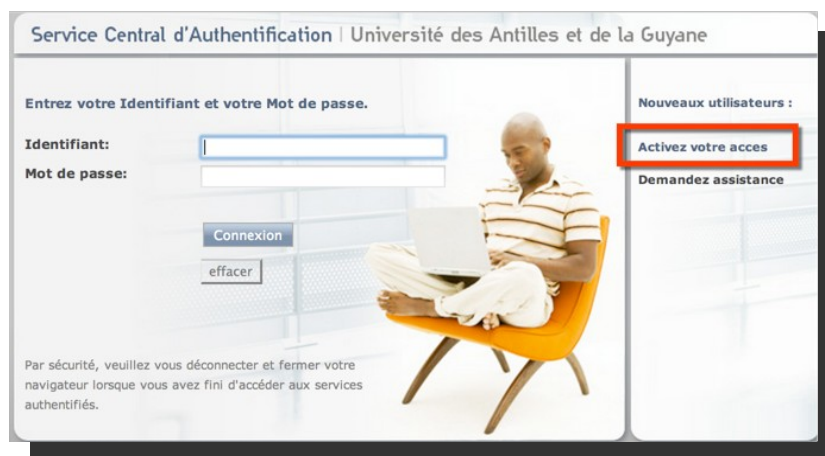 Service Central d'Authentification | Université des Antilles et de la Guyane
Entrez votre Identifiant et votre Mot de passe.
Identifiant:
Mot de passe:
Connexion
effacer
Par sécurité, veuillez vous déconnecter et fermer votre
navigateur lorsque vous avez fini d'accéder aux services
authentifiés.
Nouveaux utilisateurs :
Activez votre acces
Demandez assistance